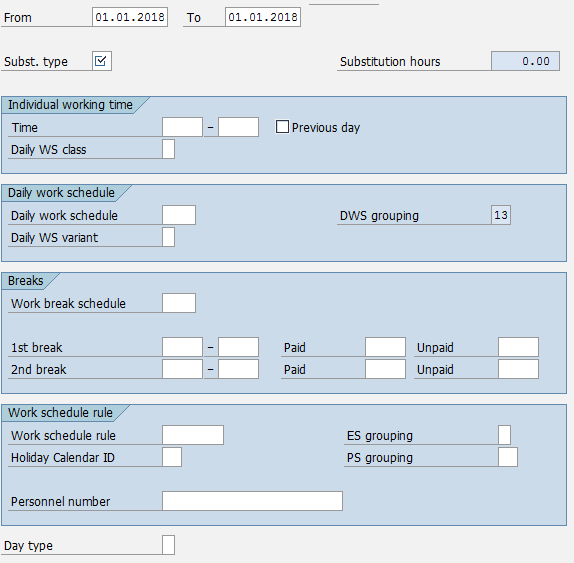 From 01.01.2018 To 01.01.2018
Subst. type Substitution hours 0.00
Individual working time
Time - Previous day
Daily WS class
Daily work schedule
Daily work schedule DWS grouping 13
Daily WS variant
Breaks
Work break schedule
1st break - Paid Unpaid
2nd break - Paid Unpaid
Work schedule rule
Work schedule rule ES grouping
Holiday Calendar ID PS grouping
Personnel number
Day type